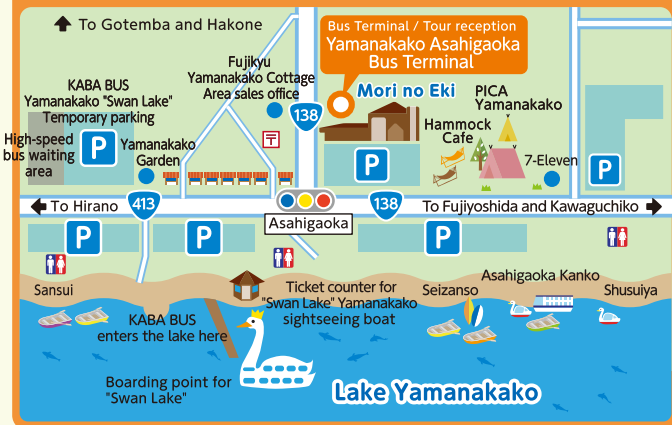 To Gotemba and Hakone
Bus Terminal / Tour reception
Yamanakako Asahigaoka
Bus Terminal
Fujikyu
Yamanakako Cottage
Area sales office
138
Mori no Eki
PICA
Yamanakako
KABA BUS
Yamanakako "Swan Lake"
Temporary parking
High-speed
bus waiting
area
P
Yamanakako
Garden
〒
Hammock
Cafe
P
7-Eleven
P
To Hirano
413
138
To Fujiyoshida and Kawaguchiko
Asahigaoka
P
P
P
Sansui
Ticket counter for
"Swan Lake" Yamanakako
sightseeing boat
Seizanso
Asahigaoka Kanko
Shusuiya
KABA BUS
enters the lake here
Boarding point for
"Swan Lake"
Lake Yamanakako